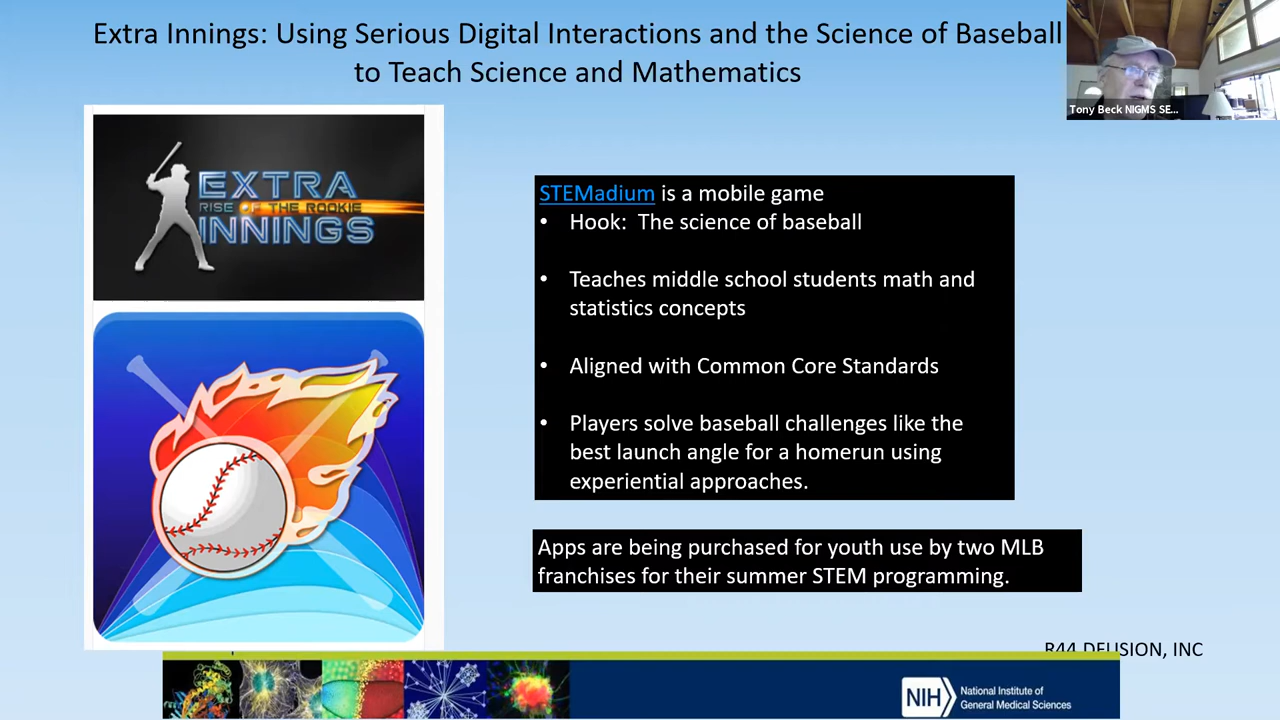 Extra Innings: Using Serious Digital Interactions and the Science of Baseball
to Teach Science and Mathematics
Tony Beck NIGMS SE...
EXTRA
RISE OF THE ROOKIE
INNINGS
STEMadium is a mobile game
• Hook: The science of baseball
• Teaches middle school students math and
statistics concepts
• Aligned with Common Core Standards
• Players solve baseball challenges like the
best launch angle for a homerun using
experiential approaches.
Apps are being purchased for youth use by two MLB
franchises for their summer STEM programming.
R44 INC
NIH
National Institute of
General Medical Sciences